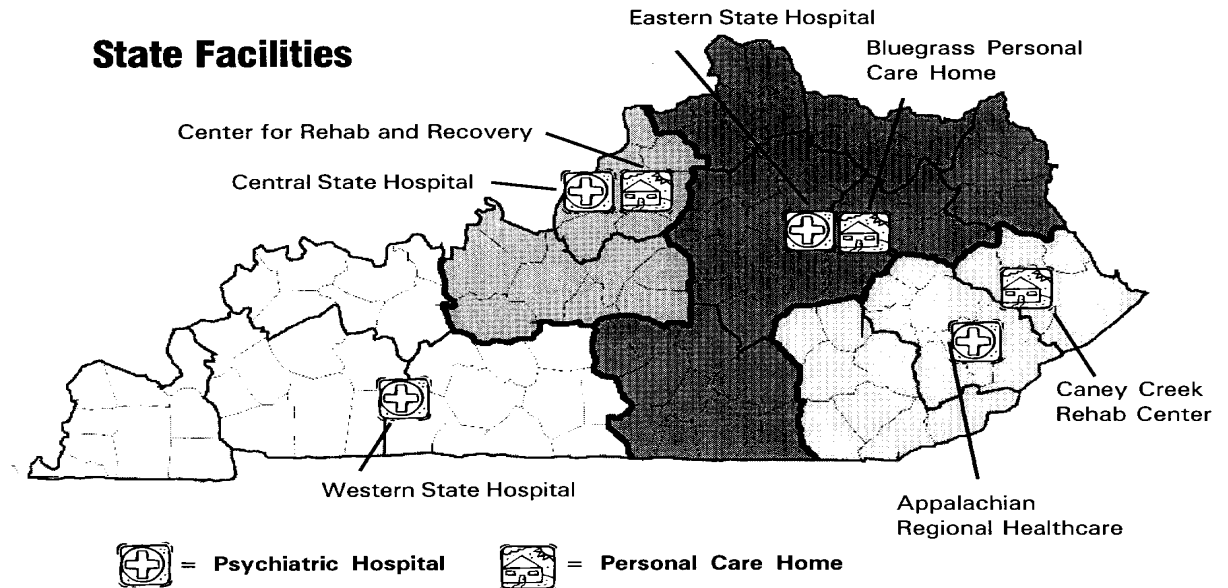 State Facilities
Eastern State Hospital
Bluegrass Personal
Care Home
Center for Rehab and Recovery
Central State Hospital
Caney Creek
Rehab Center
Western State Hospital
Appalachian
Regional Healthcare
= Psychiatric Hospital
= Personal Care Home